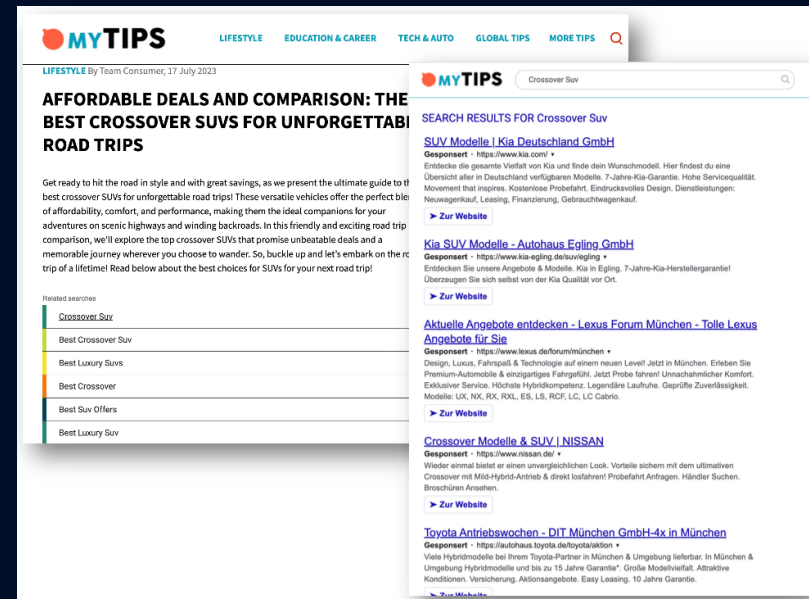 MYTIPS
LIFESTYLE EDUCATION & CAREER TECH & AUTO GLOBAL TIPS MORE TIPS
LIFESTYLE By Team Consumer, 17 July 2023
AFFORDABLE DEALS AND COMPARISON: THE
BEST CROSSOVER SUVS FOR UNFORGETTAB
ROAD TRIPS
Get ready to hit the road in style and with great savings, as we present the ultimate guide to th
best crossover SUVs for unforgettable road trips! These versatile vehicles offer the perfect ble
of affordability, comfort, and performance, making them the ideal companions for your
adventures on scenic highways and winding backroads. In this friendly and exciting road trip
comparison, we'll explore the top crossover SUVs that promise unbeatable deals and a
memorable journey wherever you choose to wander. So, buckle up and let's embark on the ro
trip of a lifetime! Read below about the best choices for SUVs for your next road trip!
Related searches
Crossover Suv
Best Crossover Suv
Best Luxury Suvs
Best Crossover
Best Suv Offers
Best Luxury Suv
MYTIPS
Crossover Suv
SEARCH RESULTS FOR Crossover Suv
SUV Modelle | Kia Deutschland GmbH
Gesponsert · https://www.kia.com/ ▾
Entdecke die gesamte Vielfalt von Kia und finde dein Wunschmodell. Hier findest du eine
Übersicht aller in Deutschland verfügbaren Modelle. 7-Jahre-Kia-Garantie. Hohe Servicequalität.
Movement that inspires. Kostenlose Probefahrt. Eindrucksvolles Design. Dienstleistungen:
Neuwagenkauf, Leasing, Finanzierung, Gebrauchtwagenkauf.
➤ Zur Website
Kia SUV Modelle - Autohaus Egling GmbH
Gesponsert · https://www.kia-egling.de/suv/egling ▾
Entdecken Sie unsere Angebote & Modelle. Kia in Egling. 7-Jahre-Kia-Herstellergarantie!
Überzeugen Sie sich selbst von der Kia Qualität vor Ort.
➤ Zur Website
Aktuelle Angebote entdecken - Lexus Forum München - Tolle Lexus
Angebote für Sie
Gesponsert · https://www.lexus.de/forum/münchen ▾
Design, Luxus, Fahrspaß & Technologie auf einem neuen Level! Jetzt in München. Erleben Sie
Premium-Automobile & einzigartiges Fahrgefühl. Jetzt Probe fahren! Unnachahmlicher Komfort.
Exklusiver Service. Höchste Hybridkompetenz. Legendäre Laufruhe. Geprüfte Zuverlässigkeit.
Modelle: UX, NX, RX, RXL, ES, LS, RCF, LC, LC Cabrio.
➤ Zur Website
Crossover Modelle & SUV | NISSAN
Gesponsert · https://www.nissan.de/ ▾
Wieder einmal bietet er einen unvergleichlichen Look. Vorteile sichern mit dem ultimativen
Crossover mit Mild-Hybrid-Antrieb & direkt losfahren! Probefahrt Anfragen. Händler Suchen.
Broschüren Ansehen.
➤ Zur Website
Toyota Antriebswochen - DIT München GmbH-4x in München
Gesponsert · https://autohaus.toyota.de/toyota/aktion ▾
Viele Hybridmodelle bei Ihrem Toyota-Partner in München & Umgebung lieferbar. In München &
Umgebung Hybridmodelle und bis zu 15 Jahre Garantie*. Große Modellvielfalt. Attraktive
Konditionen. Versicherung. Aktionsangebote. Easy Leasing. 10 Jahre Garantie.
➤ Zur Website